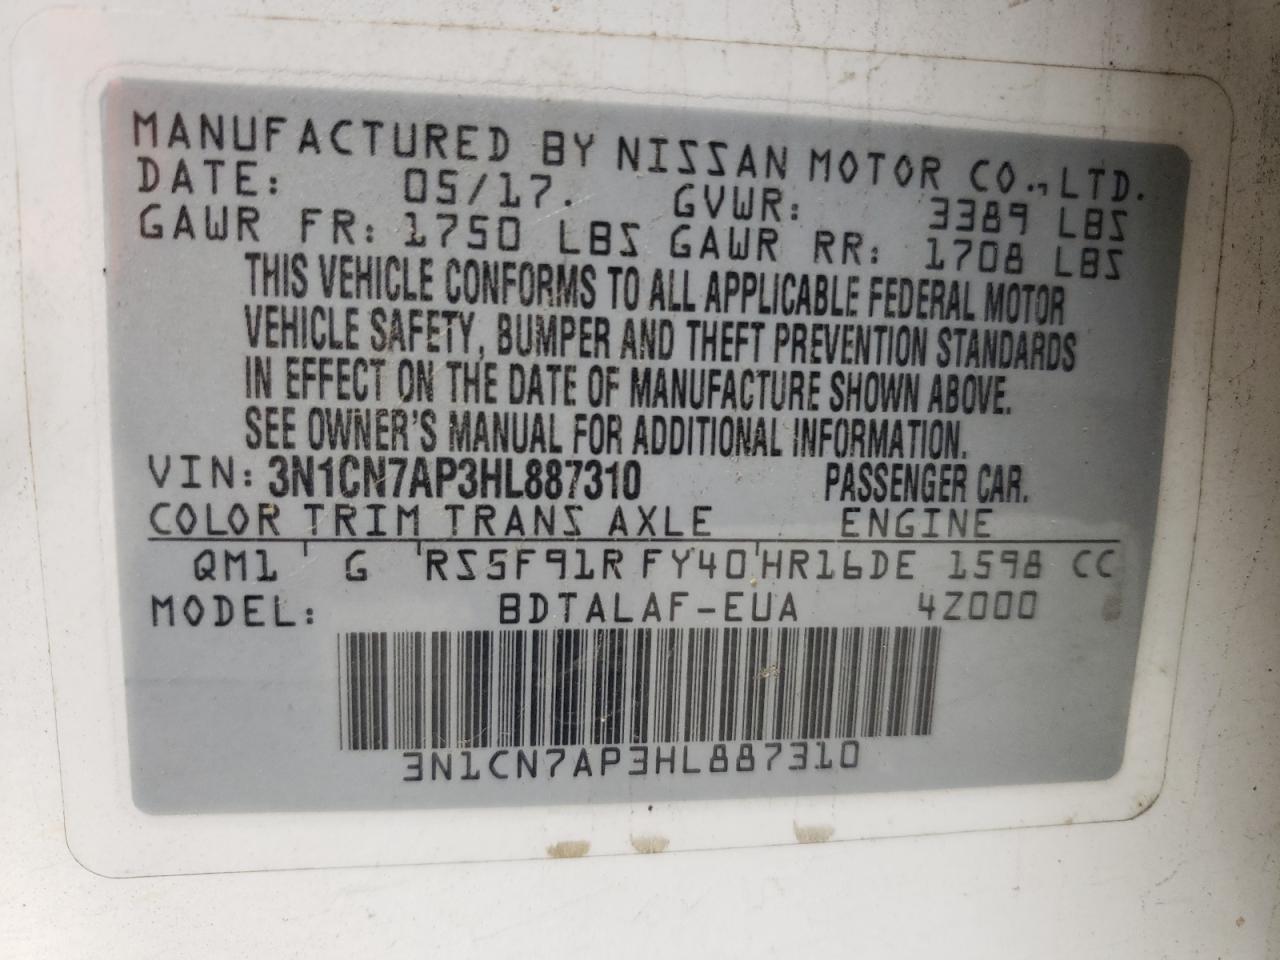 MANUFACTURED BY NISSAN MOTOR CO., LTD.
DATE: 05/17. GVWR: 3389 LBS
GAWR FR: 1750 LBS GAWR RR: 1708 LBS
THIS VEHICLE CONFORMS TO ALL APPLICABLE FEDERAL MOTOR
VEHICLE SAFETY, BUMPER AND THEFT PREVENTION STANDARDS
IN EFFECT ON THE DATE OF MANUFACTURE SHOWN ABOVE.
SEE OWNER'S MANUAL FOR ADDITIONAL INFORMATION.
VIN: 3N1CN7AP3HL887310 PASSENGER CAR.
COLOR TRIM TRANS AXLE ENGINE
QM1 G RS5F91R FY40 HR16DE 1598 CC
MODEL: BDTALAF-EUA 4Z000
3N1CN7AP3HL887310